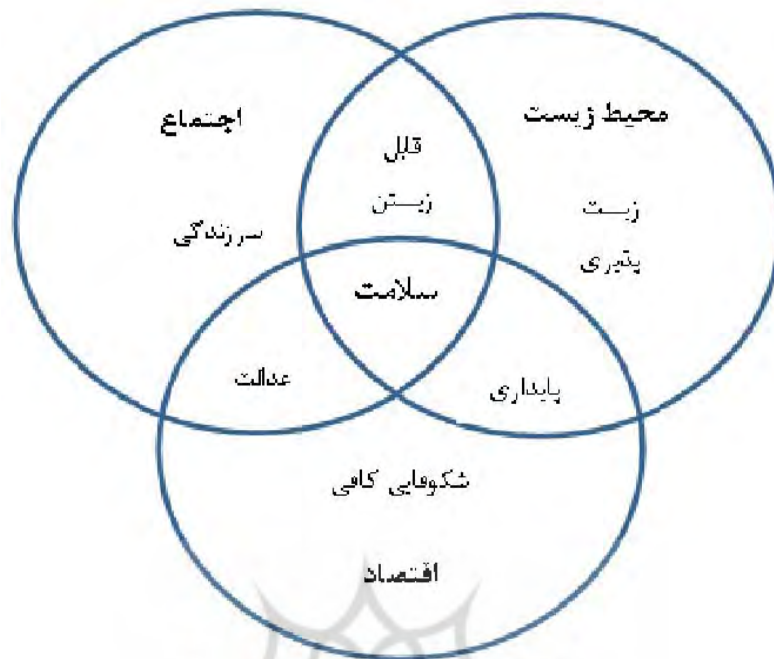 محیط زیست
اجتماع
قابل
زیستن
زیست
پذیری
سرزندگی
سلامت
عدالت
پایداری
شکوفایی کافی
اقتصاد